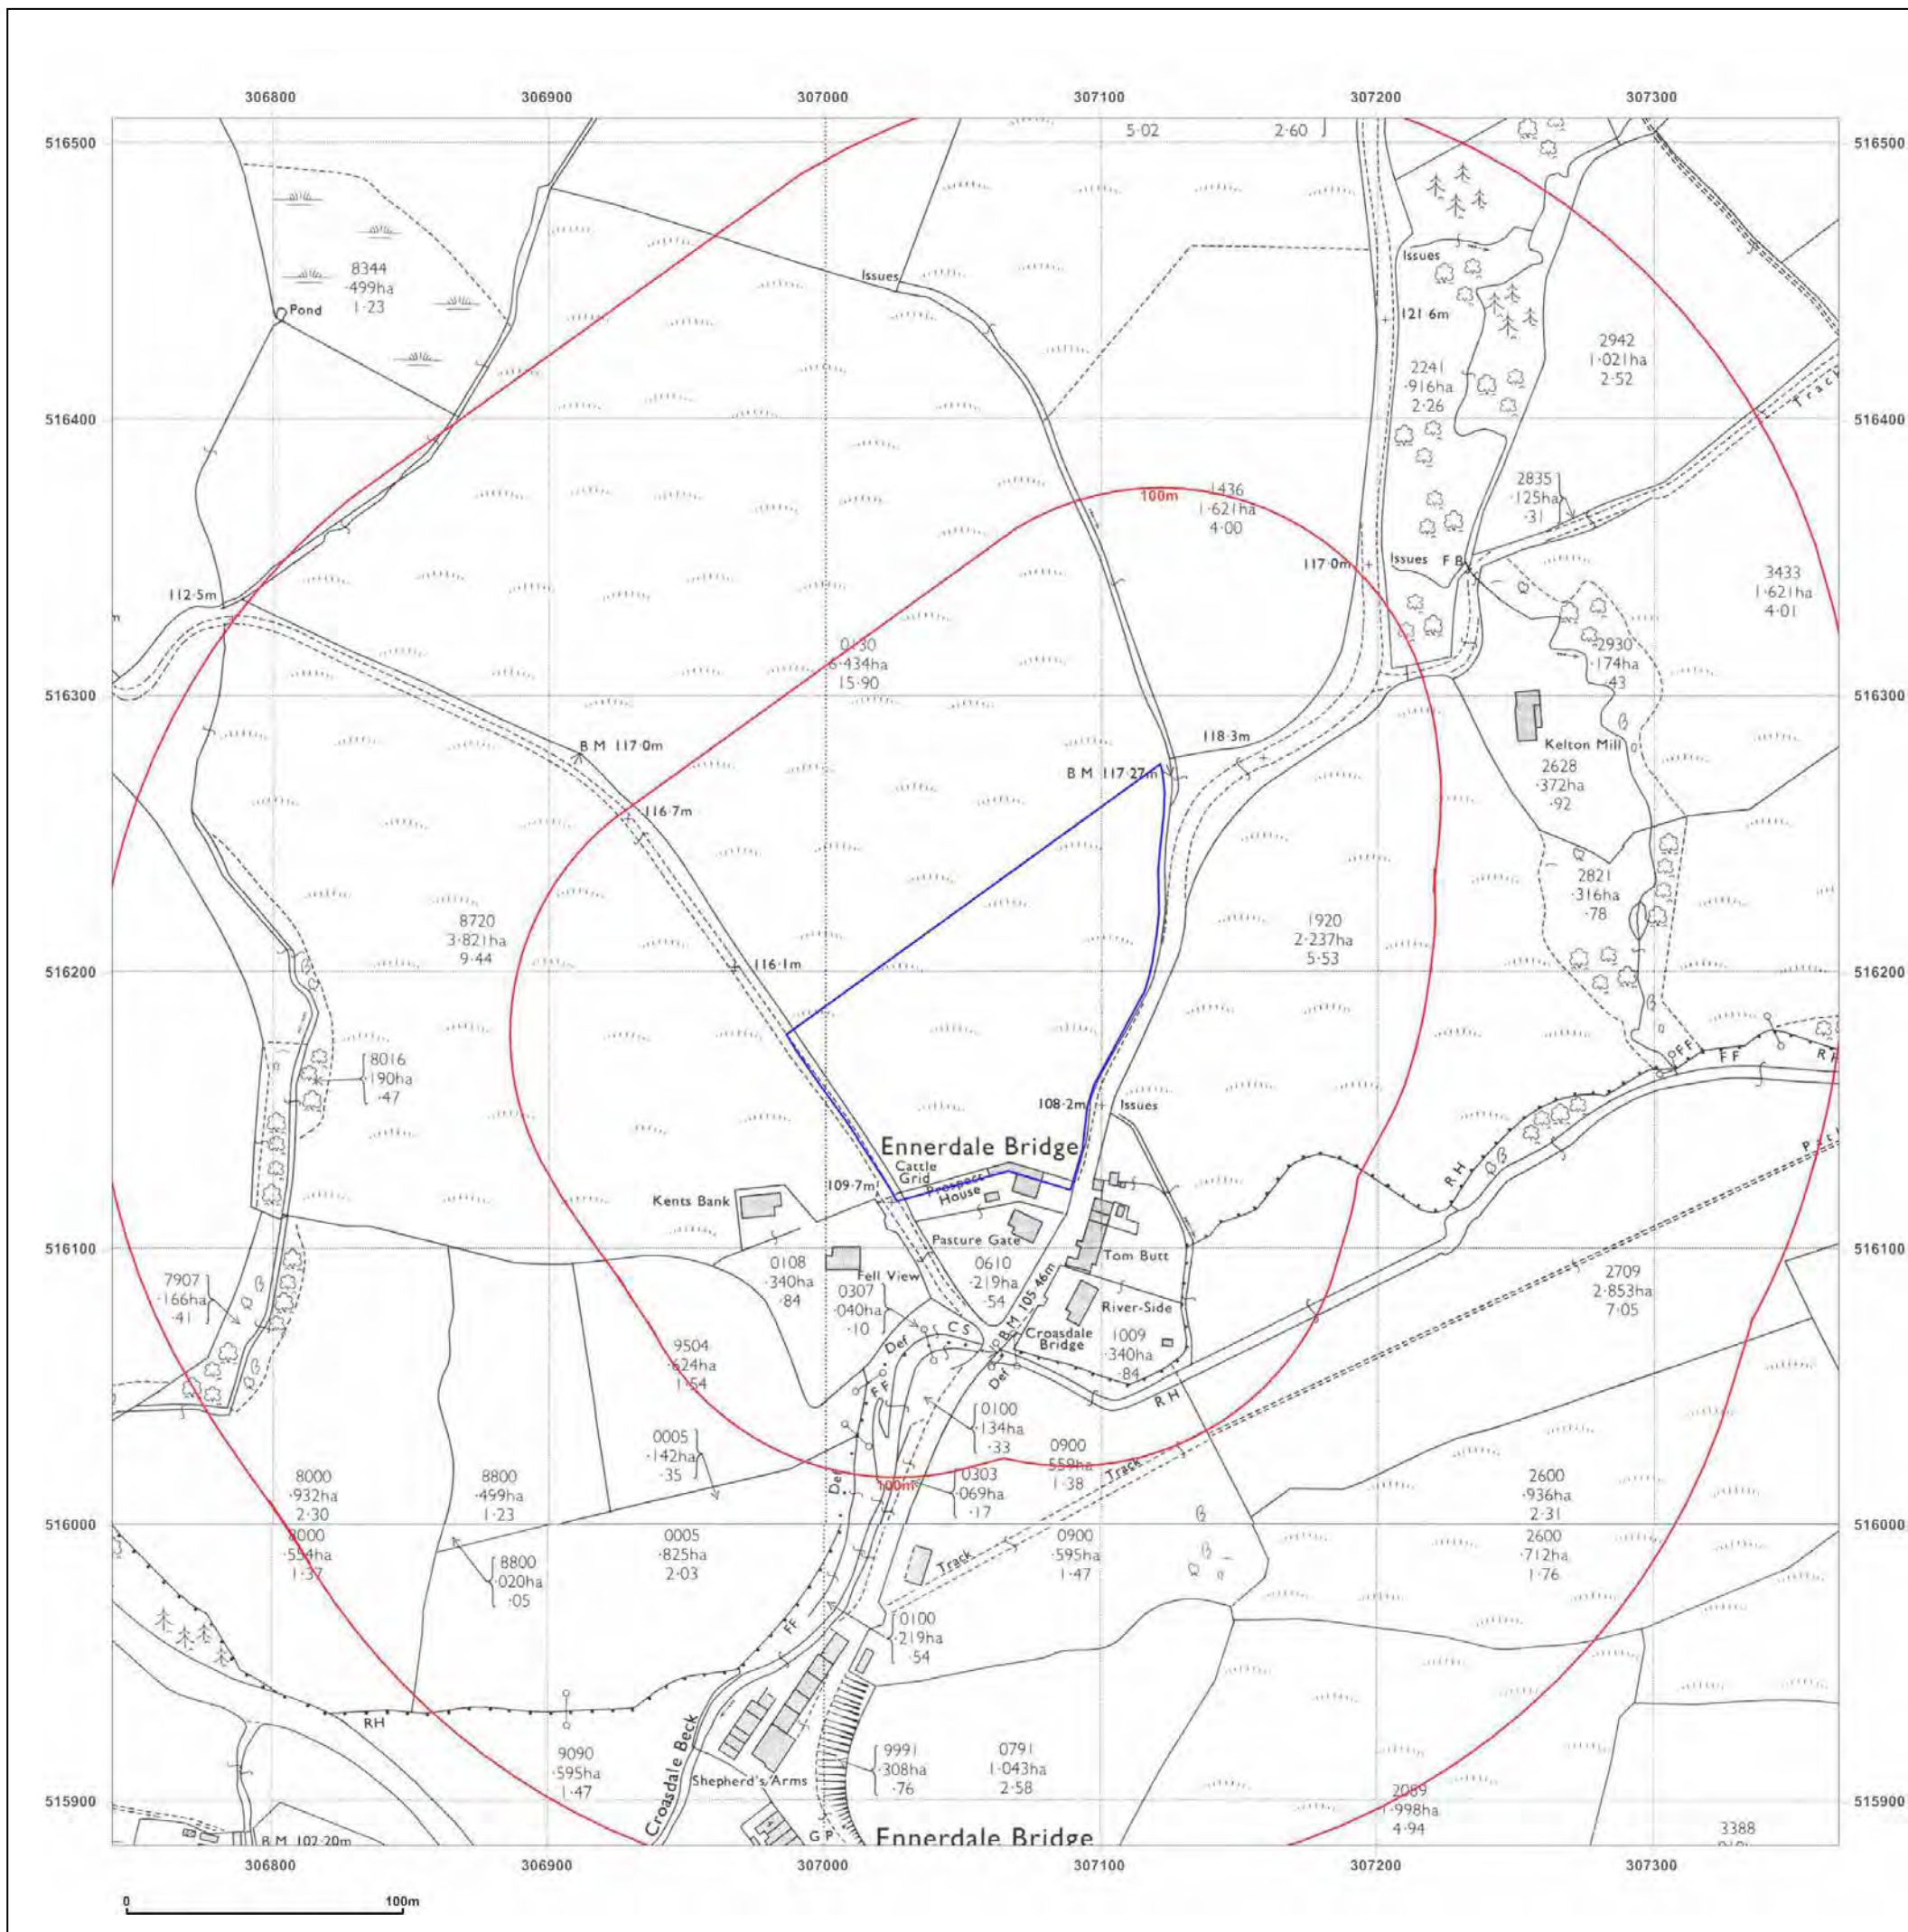 306800 306900 307000 307100 307200 307300
516500 516500
5·02 2·60
8344
·499ha
1·23
Pond
Issues
Issues
121·6m
2942
1·021ha
2·52
2241
·916ha
2·26
Track
516400 516400
2835
·125ha
·31
100m
1436
1·621ha
4·00
117·0m
Issues F B
3433
1·621ha
4·01
112·5m
m
0130
6·434ha
15·90
2930
·174ha
·43
516300 516300
B M 117·0m
118·3m
Kelton Mill
2628
·372ha
·92
B M 117·27m
116·7m
2821
·316ha
·78
8720
3·821ha
9·44
1920
2·237ha
5·53
116·1m
516200 516200
FF
FF
8016
·190ha
·47
108·2m
Issues
Path
Ennerdale Bridge
Cattle
Grid
Prospect
House
RH
109·7m
Kents Bank
Pasture Gate
Tom Butt
516100 516100
0108
·340ha
·84
0610
·219ha
·54
7907
·166ha
·41
Fell View
0307
·040ha
·10
B M 105·46m
River-Side
2709
2·853ha
7·05
Croasdale
Bridge
1009
·340ha
·84
CS
Def
Def
9504
·624ha
1·54
FF
RH
0100
·134ha
·33
0005
·142ha
·35
0900
·559ha
1·38
Track
8000
·932ha
2·30
8800
·499ha
1·23
Def
100m
0303
·069ha
·17
2600
·936ha
2·31
516000 516000
8000
·554ha
1·37
0005
·825ha
2·03
0900
·595ha
1·47
2600
·712ha
1·76
8800
·020ha
·05
Track
0100
·219ha
·54
FF
RH
Croasdale Beck
9090
·595ha
1·47
Shepherd's Arms
9991
·308ha
·76
0791
1·043ha
2·58
515900 515900
2089
1·998ha
4·94
B M 102·20m
G P
Ennerdale Bridge
3388
306800 306900 307000 307100 307200 307300
0 100m